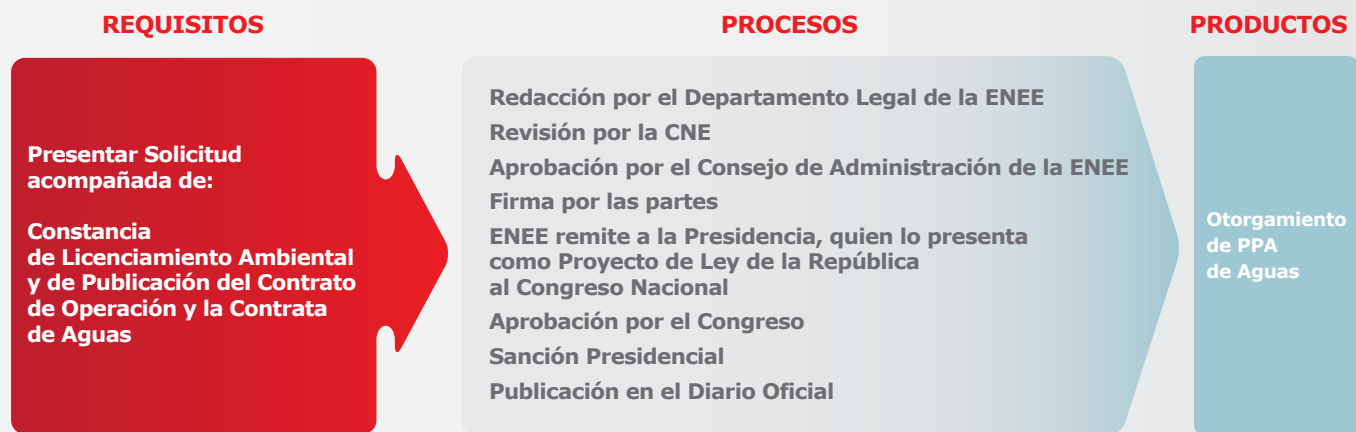 REQUISITOS
PROCESOS
PRODUCTOS
Presentar Solicitud
acompañada de:
Constancia
de Licenciamiento Ambiental
y de Publicación del Contrato
de Operación y la Contrata
de Aguas
Redacción por el Departamento Legal de la ENEE
Revisión por la CNE
Aprobación por el Consejo de Administración de la ENEE
Firma por las partes
ENEE remite a la Presidencia, quien lo presenta
como Proyecto de Ley de la República
al Congreso Nacional
Aprobación por el Congreso
Sanción Presidencial
Publicación en el Diario Oficial
Otorgamiento
de PPA
de Aguas